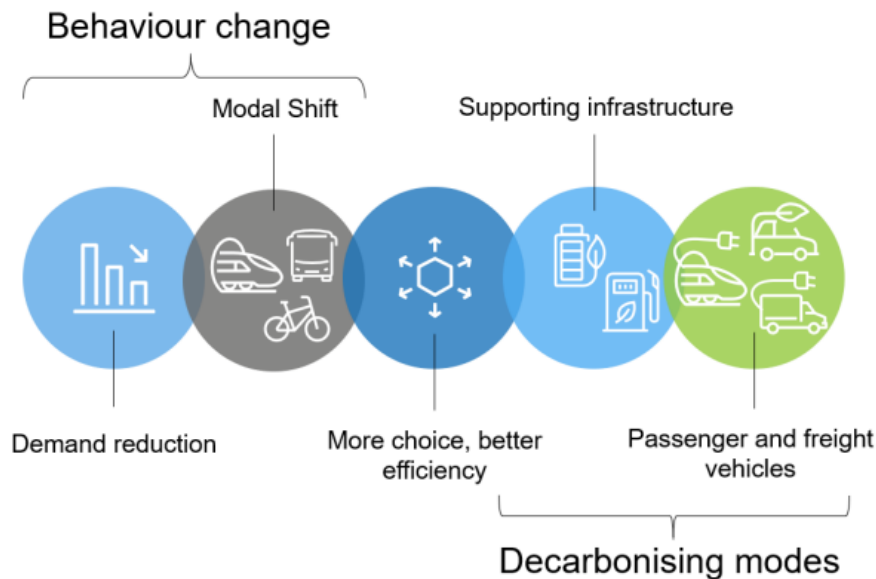 Behaviour change
Modal Shift
Supporting infrastructure
Demand reduction
More choice, better
efficiency
Passenger and freight
vehicles
Decarbonising modes